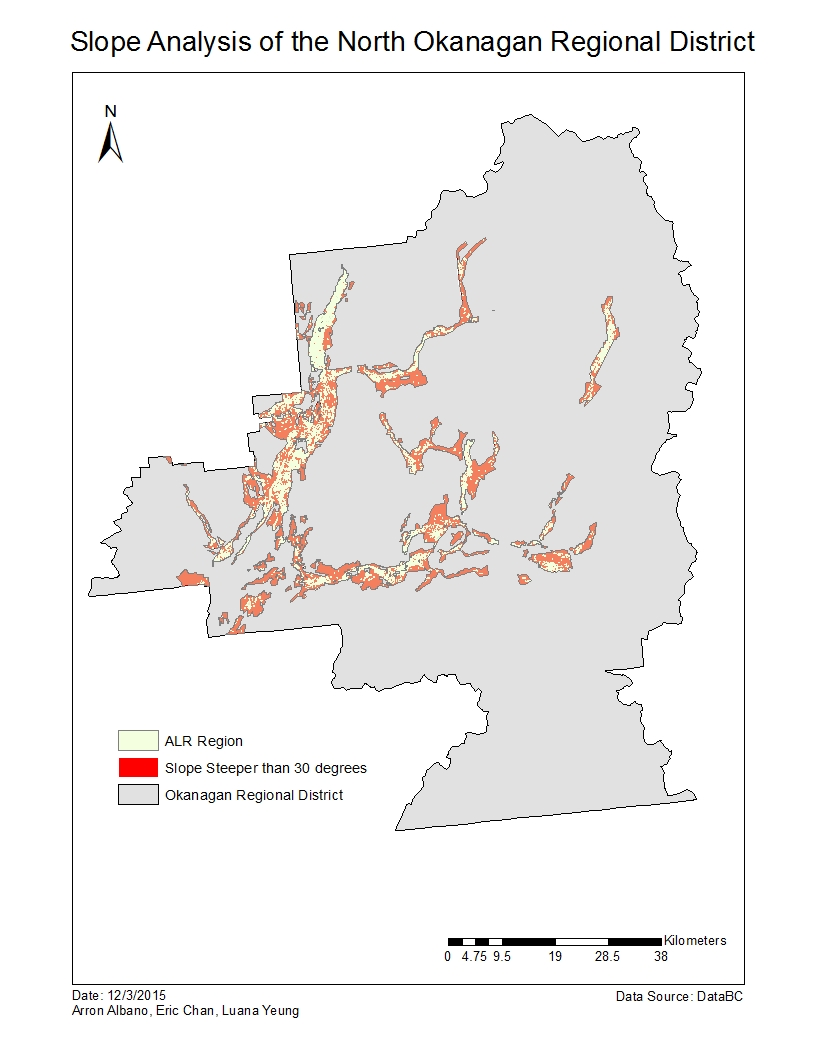 Slope Analysis of the North Okanagan Regional District
N
ALR Region
Slope Steeper than 30 degrees
Okanagan Regional District
Kilometers
0 4.75 9.5 19 28.5 38
Date: 12/3/2015
Data Source: DataBC
Arron Albano, Eric Chan, Luana Yeung